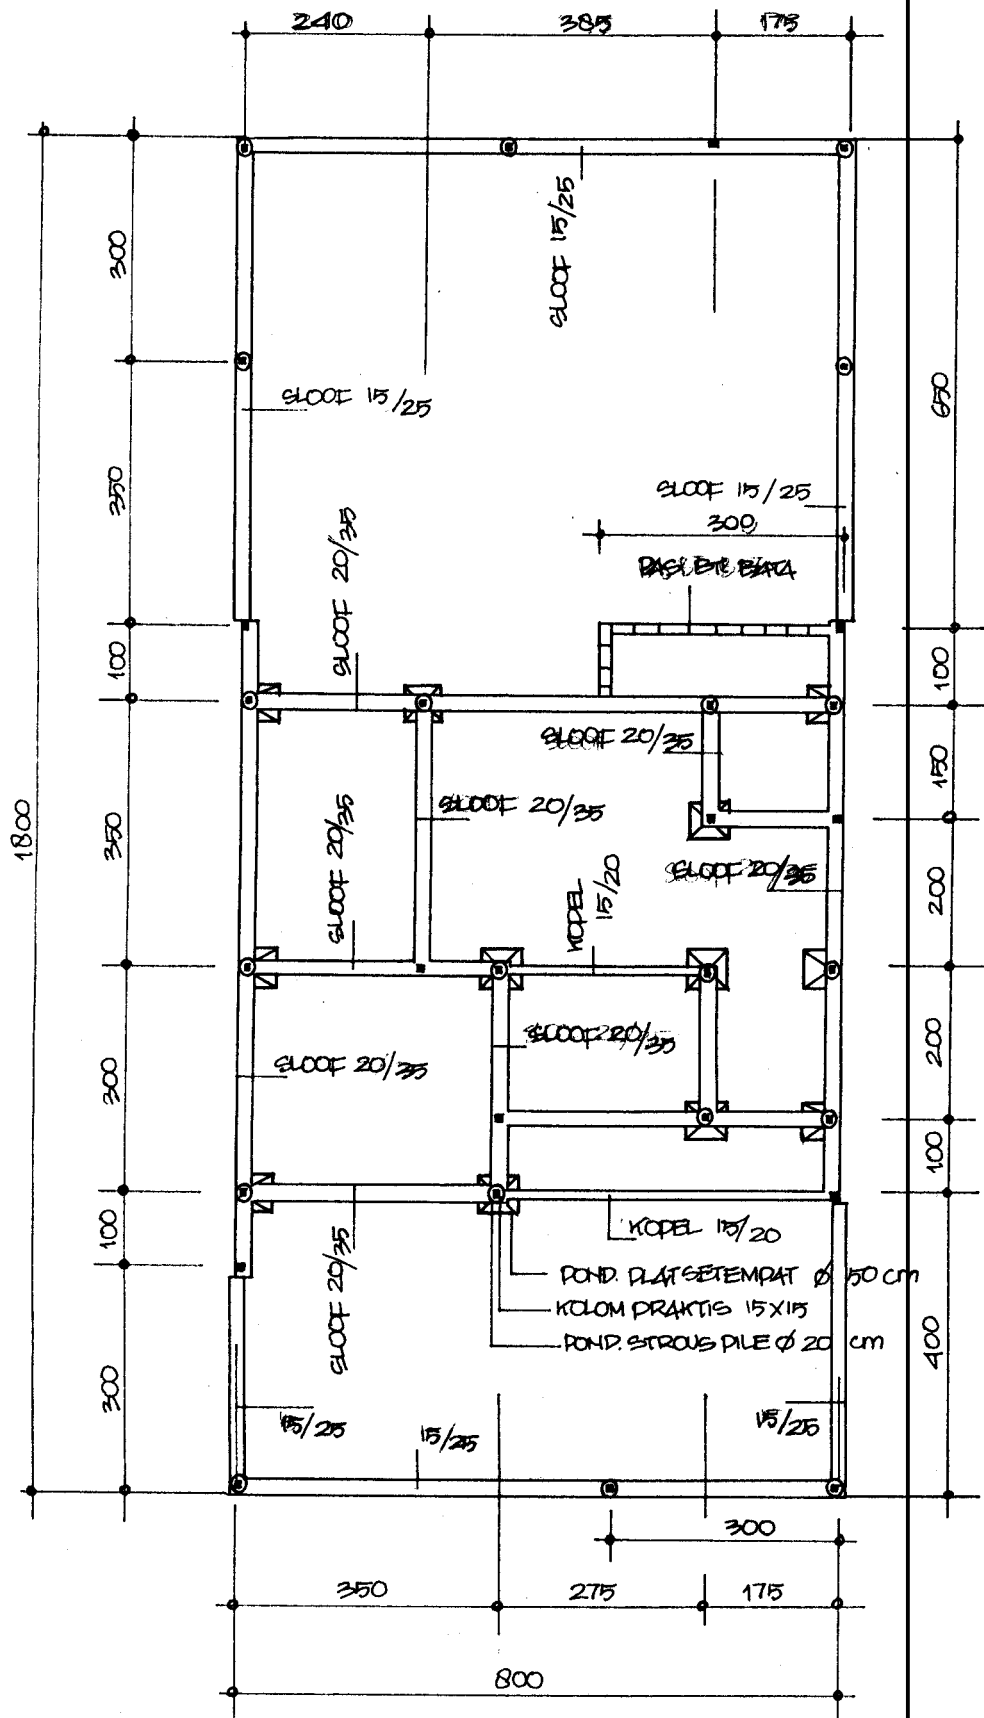 240
385
175
SLOOF 15/25
300
SLOOF 15/25
650
350
SLOOF 15/25
300
SLOOF 20/35
100
100
SLOOF 20/35
150
SLOOF 20/35
1800
350
SLOOF 20/35
SLOOF 20/35
KOPEL 15/20
200
SLOOF 20/35
200
300
SLOOF 20/35
100
100
KOPEL 15/20
SLOOF 20/35
POND. PLAT SETEMPAT Ø 50 cm
KOLOM PRAKTIS 15X15
POND. STROUS PILE Ø 20 cm
400
300
15/25
15/25
15/25
300
350
275
175
800